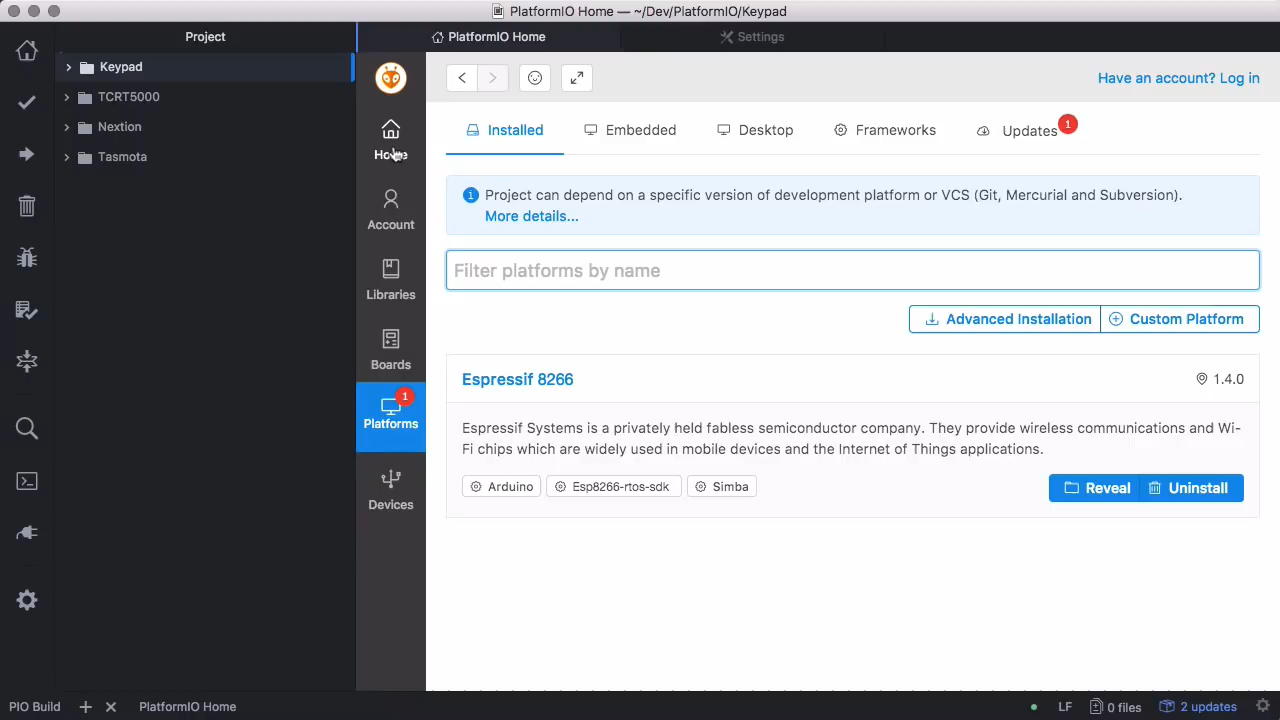 PlatformIO Home — ~/Dev/PlatformIO/Keypad
Project
PlatformIO Home
Settings
Keypad
TCRT5000
Nextion
Tasmota
Home
Account
Libraries
Boards
1
Platforms
Devices
Have an account? Log in
Installed
Embedded
Desktop
Frameworks
Updates
1
Project can depend on a specific version of development platform or VCS (Git, Mercurial and Subversion).
More details...
Filter platforms by name
Advanced Installation
Custom Platform
Espressif 8266
1.4.0
Espressif Systems is a privately held fabless semiconductor company. They provide wireless communications and Wi-
Fi chips which are widely used in mobile devices and the Internet of Things applications.
Arduino
Esp8266-rtos-sdk
Simba
Reveal
Uninstall
PIO Build
PlatformIO Home
LF
0 files
2 updates